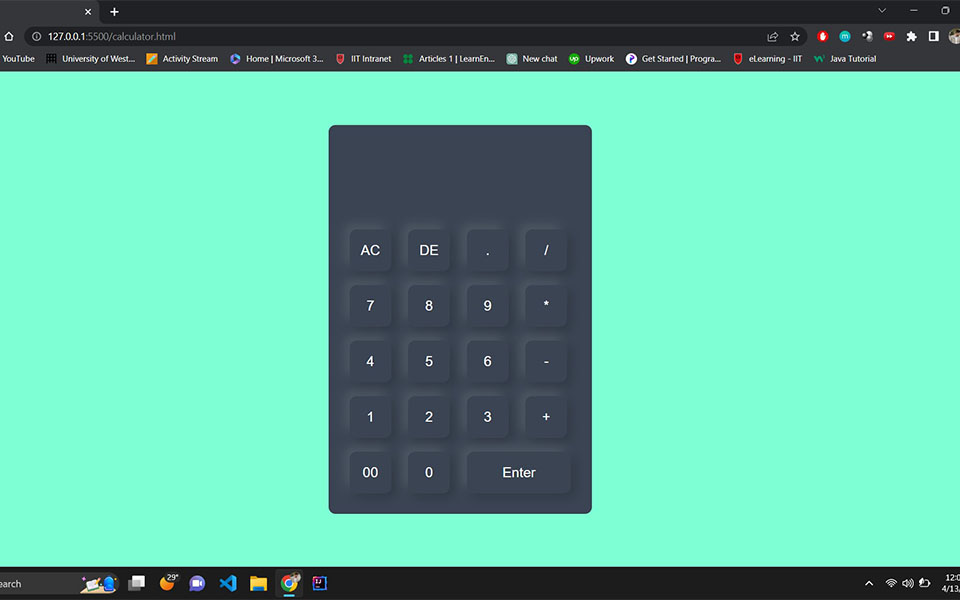 127.0.0.1:5500/calculator.html
YouTube University of West... Activity Stream Home | Microsoft 3... IIT Intranet Articles 1 | LearnEn... New chat Upwork Get Started | Progra... eLearning - IIT Java Tutorial
AC DE . /
7 8 9 *
4 5 6 -
1 2 3 +
00 0 Enter
earch 29° 12:0
4/13/